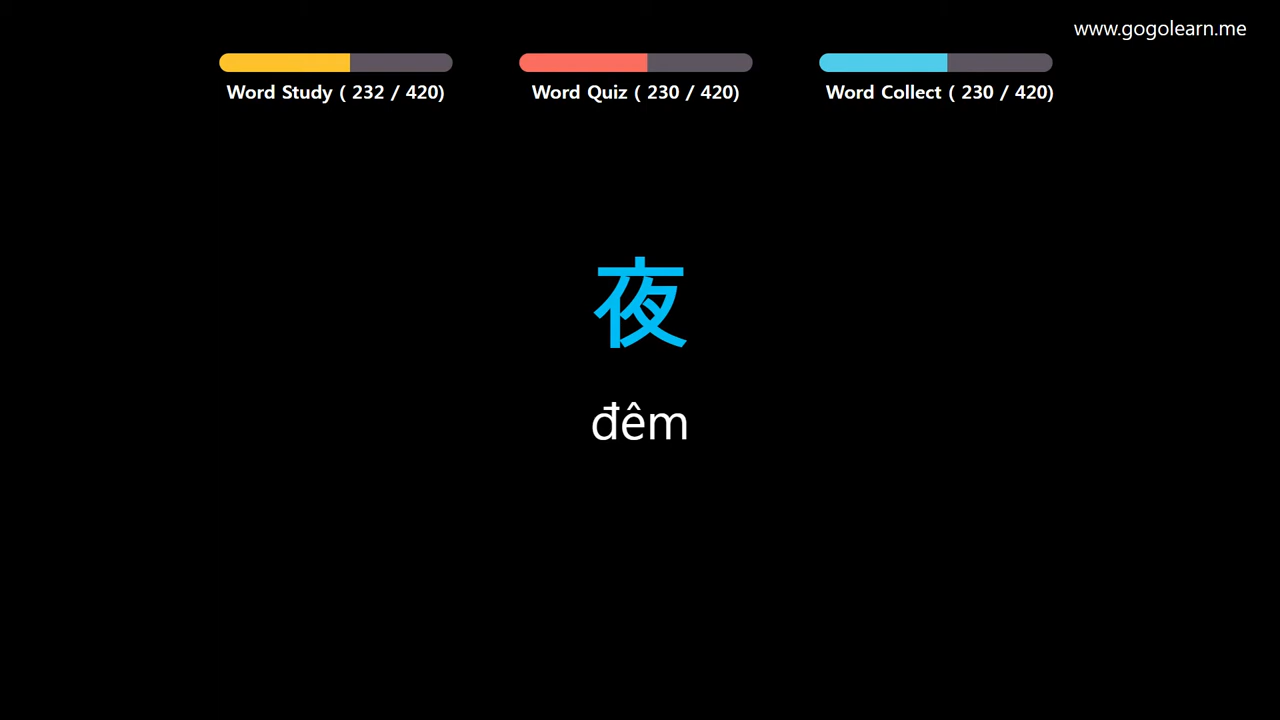 www.gogolearn.me
Word Study ( 232 / 420)
Word Quiz ( 230 / 420)
Word Collect ( 230 / 420)
夜
đêm